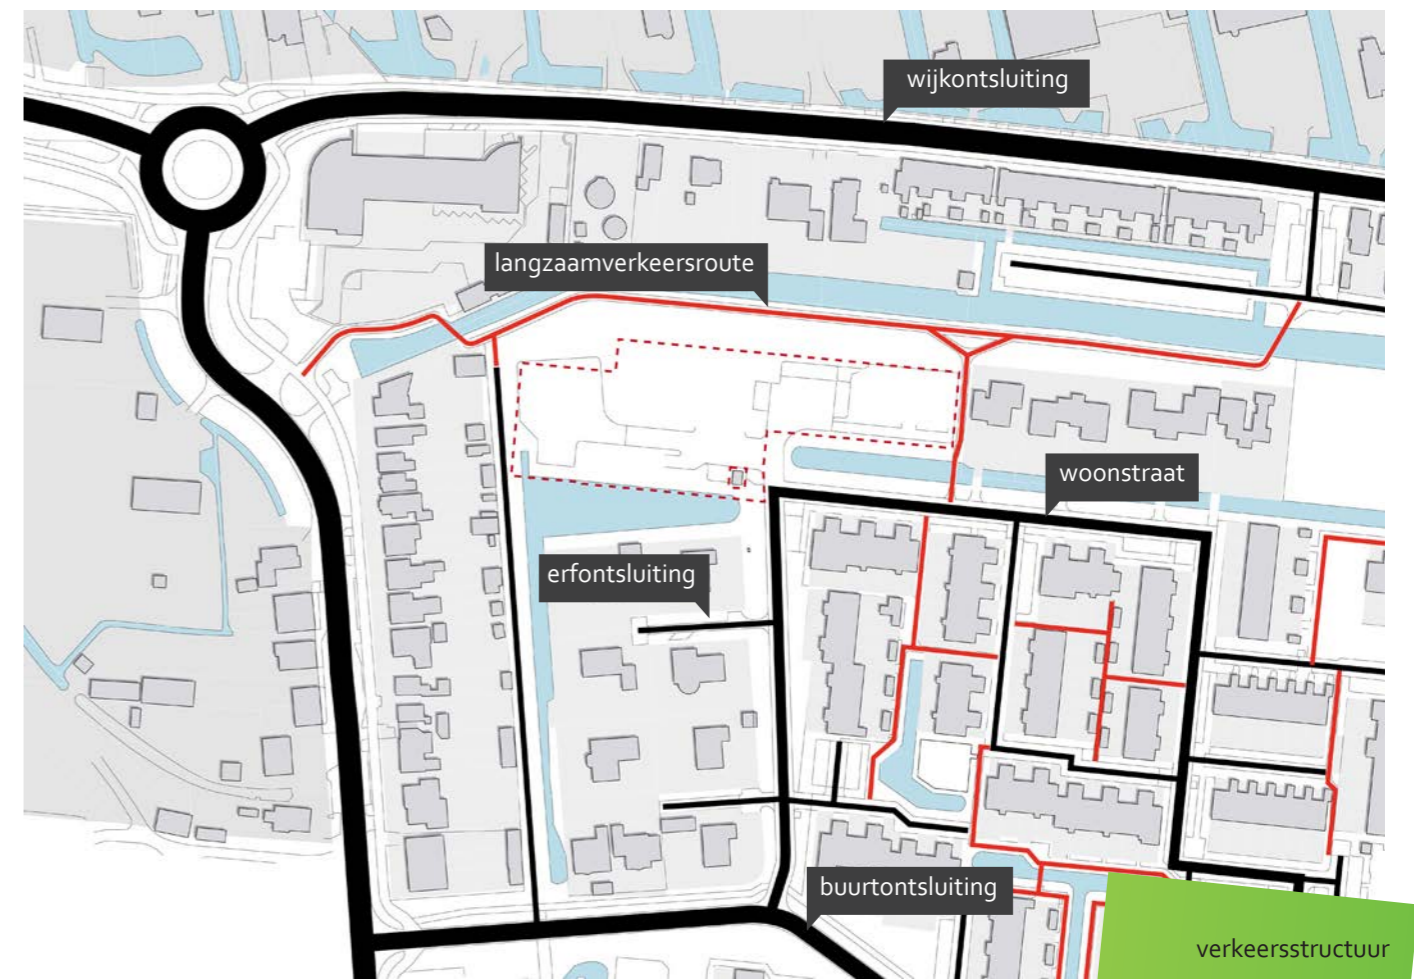 wijkontsluiting
langzaamverkeersroute
woonstraat
erfontsluiting
buurtontsluiting
verkeersstructuur